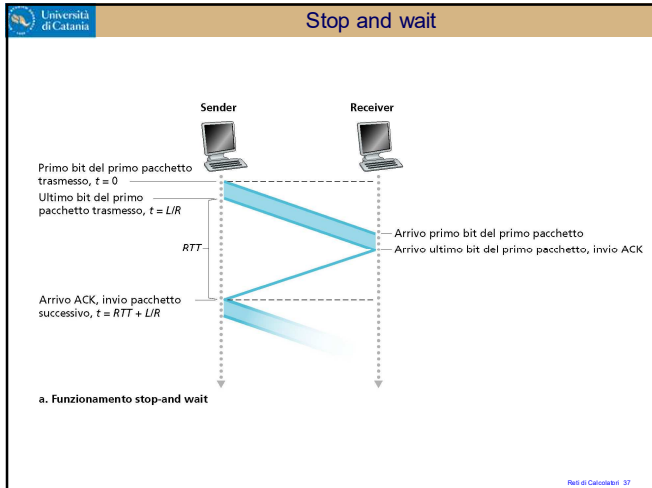 Università
di Catania
Stop and wait
Sender
Receiver
Primo bit del primo pacchetto
trasmesso, t = 0
Ultimo bit del primo
pacchetto trasmesso, t = L/R
RTT
Arrivo primo bit del primo pacchetto
Arrivo ultimo bit del primo pacchetto, invio ACK
Arrivo ACK, invio pacchetto
successivo, t = RTT + L/R
a. Funzionamento stop-and wait
Reti di Calcolatori 37